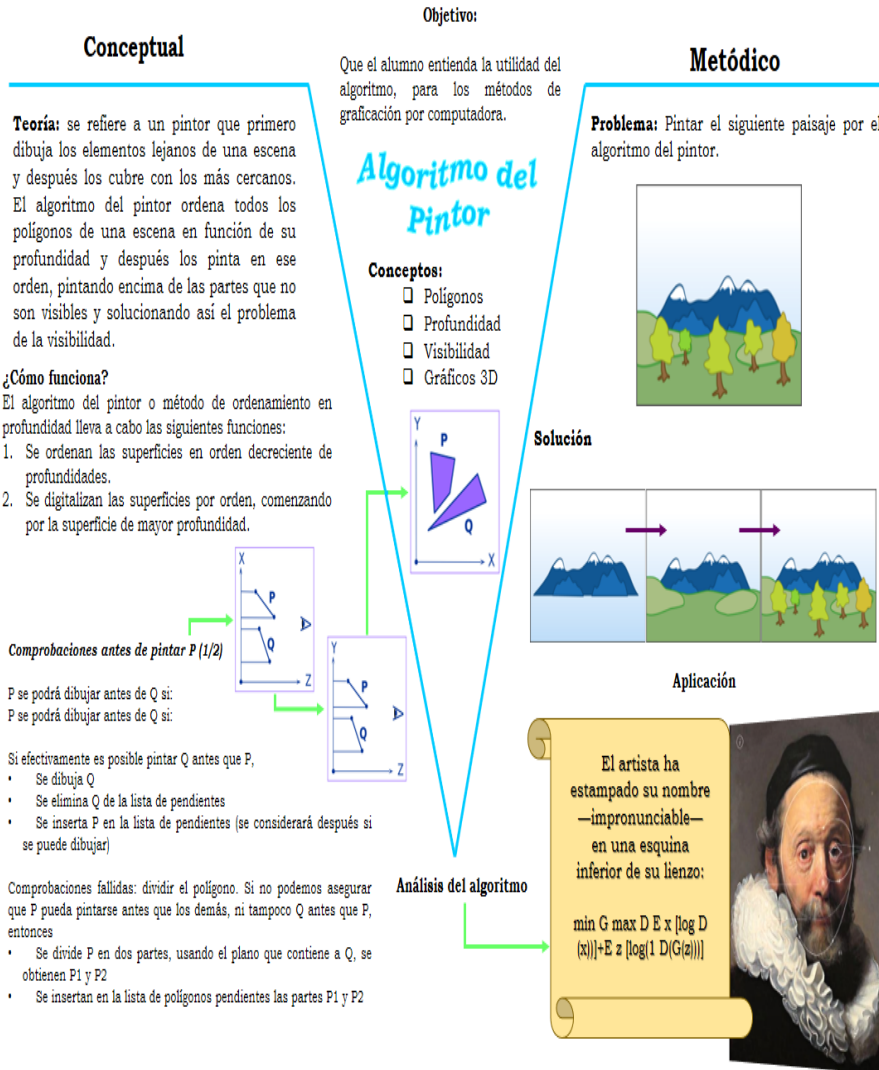 Objetivo:
Conceptual
Que el alumno entienda la utilidad del
algoritmo, para los métodos de
graficación por computadora.
Metódico
Teoría: se refiere a un pintor que primero
dibuja los elementos lejanos de una escena
y después los cubre con los más cercanos.
El algoritmo del pintor ordena todos los
polígonos de una escena en función de su
profundidad y después los pinta en ese
orden, pintando encima de las partes que no
son visibles y solucionando así el problema
de la visibilidad.
¿Cómo funciona?
El algoritmo del pintor o método de ordenamiento en
profundidad lleva a cabo las siguientes funciones:
1. Se ordenan las superficies en orden decreciente de
profundidades.
2. Se digitalizan las superficies por orden, comenzando
por la superficie de mayor profundidad.
X
P
Q
Z
Comprobaciones antes de pintar P (1/2)
Y
P
Q
Z
P se podrá dibujar antes de Q si:
P se podrá dibujar antes de Q si:
Si efectivamente es posible pintar Q antes que P,
• Se dibuja Q
• Se elimina Q de la lista de pendientes
• Se inserta P en la lista de pendientes (se considerará después si
se puede dibujar)
Comprobaciones fallidas: dividir el polígono. Si no podemos asegurar
que P pueda pintarse antes que los demás, ni tampoco Q antes que P,
entonces
• Se divide P en dos partes, usando el plano que contiene a Q, se
obtienen P1 y P2
• Se insertan en la lista de polígonos pendientes las partes P1 y P2
Algoritmo del
Pintor
Conceptos:
❑ Polígonos
❑ Profundidad
❑ Visibilidad
❑ Gráficos 3D
Y
P
Q
X
Análisis del algoritmo
Problema: Pintar el siguiente paisaje por el
algoritmo del pintor.
Solución
Aplicación
El artista ha
estampado su nombre
—impronunciable—
en una esquina
inferior de su lienzo:
min G max D E x [log D
(x))]+E z [log(1 D(G(z)))]